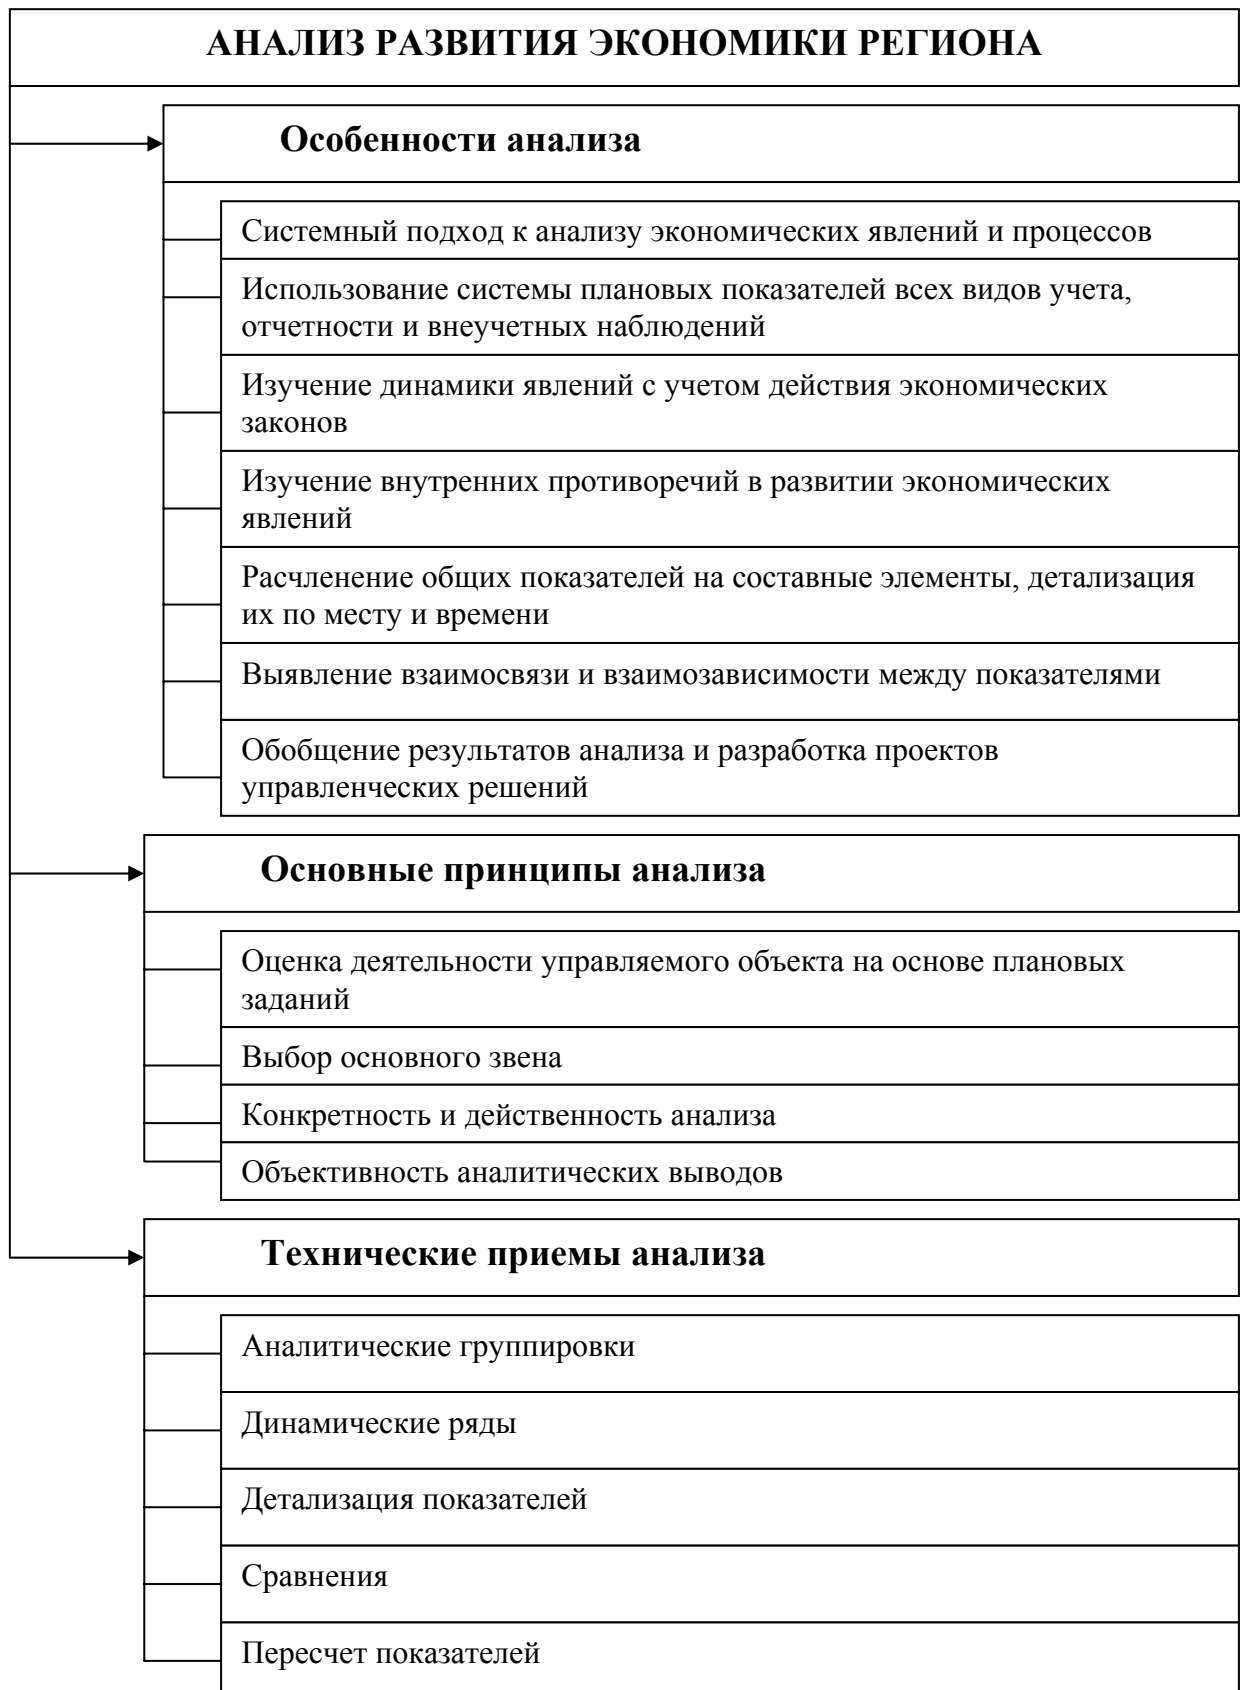 АНАЛИЗ РАЗВИТИЯ ЭКОНОМИКИ РЕГИОНА
Особенности анализа
Системный подход к анализу экономических явлений и процессов
Использование системы плановых показателей всех видов учета,
отчетности и внеучетных наблюдений
Изучение динамики явлений с учетом действия экономических
законов
Изучение внутренних противоречий в развитии экономических
явлений
Расчленение общих показателей на составные элементы, детализация
их по месту и времени
Выявление взаимосвязи и взаимозависимости между показателями
Обобщение результатов анализа и разработка проектов
управленческих решений
Основные принципы анализа
Оценка деятельности управляемого объекта на основе плановых
заданий
Выбор основного звена
Конкретность и действенность анализа
Объективность аналитических выводов
Технические приемы анализа
Аналитические группировки
Динамические ряды
Детализация показателей
Сравнения
Пересчет показателей